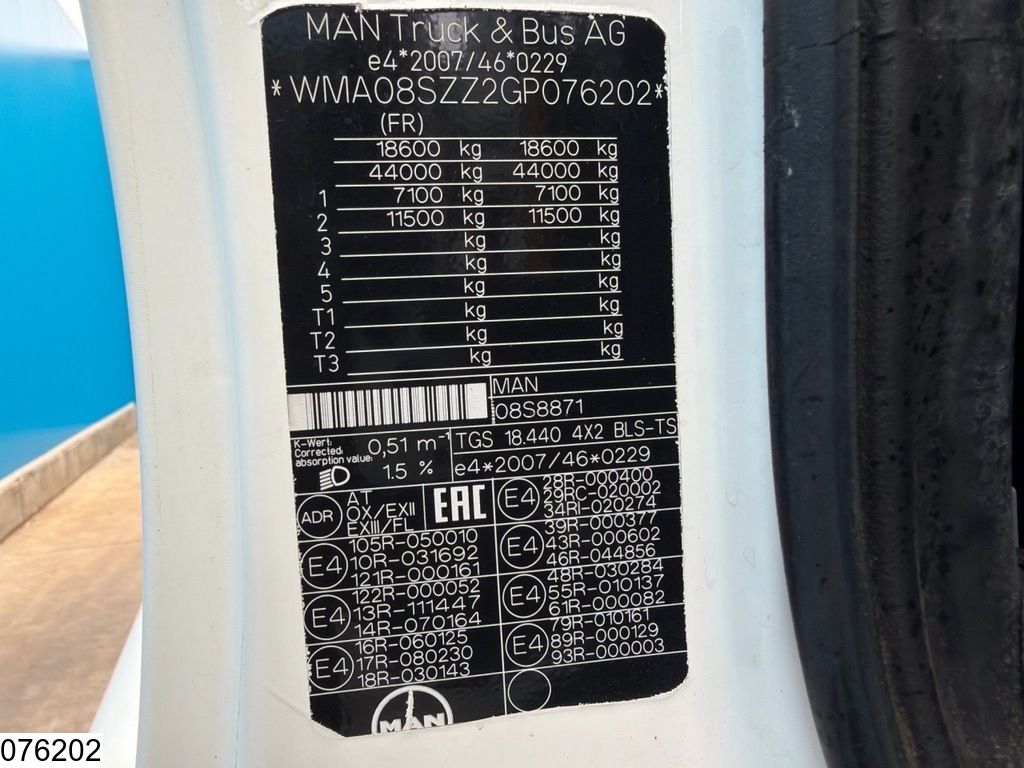 MAN Truck & Bus AG
e4*2007/46*0229
*WMA08SZZ2GP076202*
(FR)
18600 kg 18600 kg
44000 kg 44000 kg
1 7100 kg 7100 kg
2 11500 kg 11500 kg
3 kg kg
4 kg kg
5 kg kg
T1 kg kg
T2 kg kg
T3 kg kg
MAN
08S8871
K-Wert:
Corrected
absorption value:
0,51 m⁻¹
TGS 18.440 4X2 BLS-TS
1.5 %
e4*2007/46*0229
ADR
AT
OX/EXII
EXIII/FL
EAC
E4
28R-000400
29RC-020002
34RI-020274
E4
105R-050010
10R-031692
121R-000161
E4
39R-000377
43R-000602
46R-044856
E4
122R-000052
13R-111447
14R-070164
E4
48R-030284
55R-010137
61R-000082
E4
16R-060125
17R-080230
18R-030143
E4
79R-010161
89R-000129
93R-000003
MAN
076202